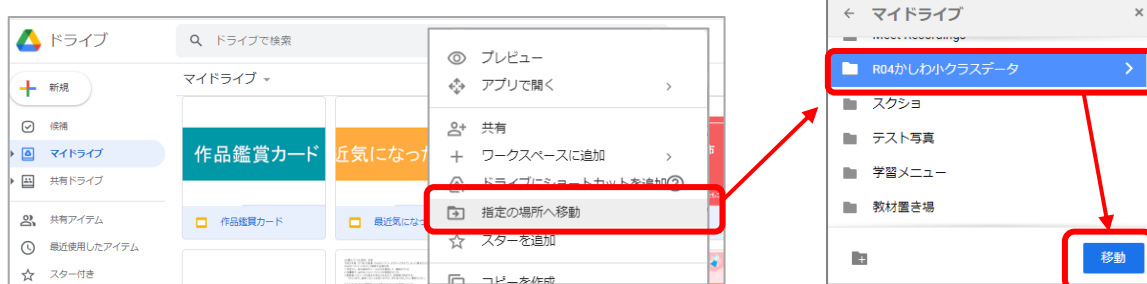 ドライブ
ドライブで検索
新規
候補
マイドライブ
共有ドライブ
共有アイテム
最近使用したアイテム
スター付き
マイドライブ
作品鑑賞カード
近気になった
作品鑑賞カード
最近気にな
プレビュー
アプリで開く
共有
ワークスペースに追加
ドライブにショートカットを追加
指定の場所へ移動
スターを追加
コピーを作成
マイドライブ
Meet Recordings
R04かしわ小クラスデータ
スクショ
テスト写真
学習メニュー
教材置き場
移動